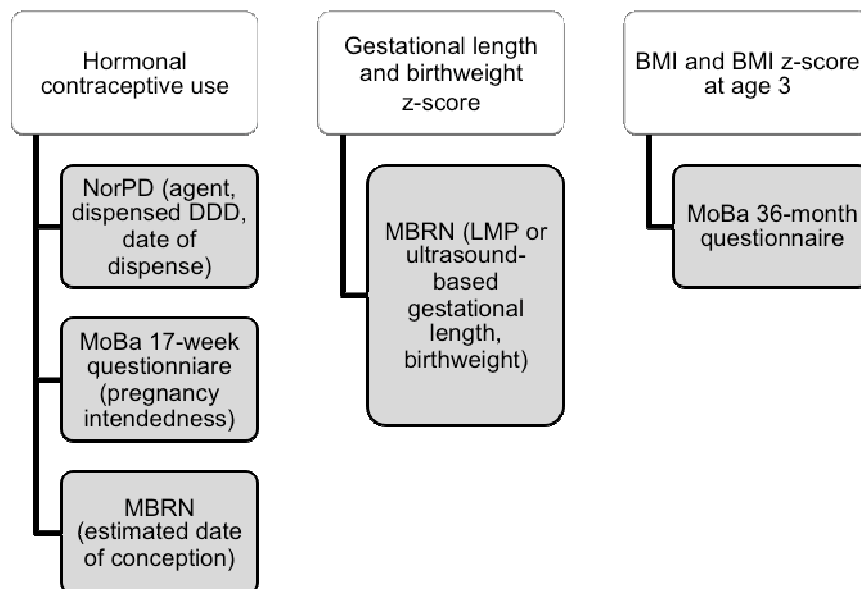 Hormonal
contraceptive use
NorPD (agent,
dispensed DDD,
date of
dispense)
MoBa 17-week
questionniare
(pregnancy
intendedness)
MBRN
(estimated date
of conception)
Gestational length
and birthweight
z-score
MBRN (LMP or
ultrasound-
based
gestational
length,
birthweight)
BMI and BMI z-score
at age 3
MoBa 36-month
questionnaire